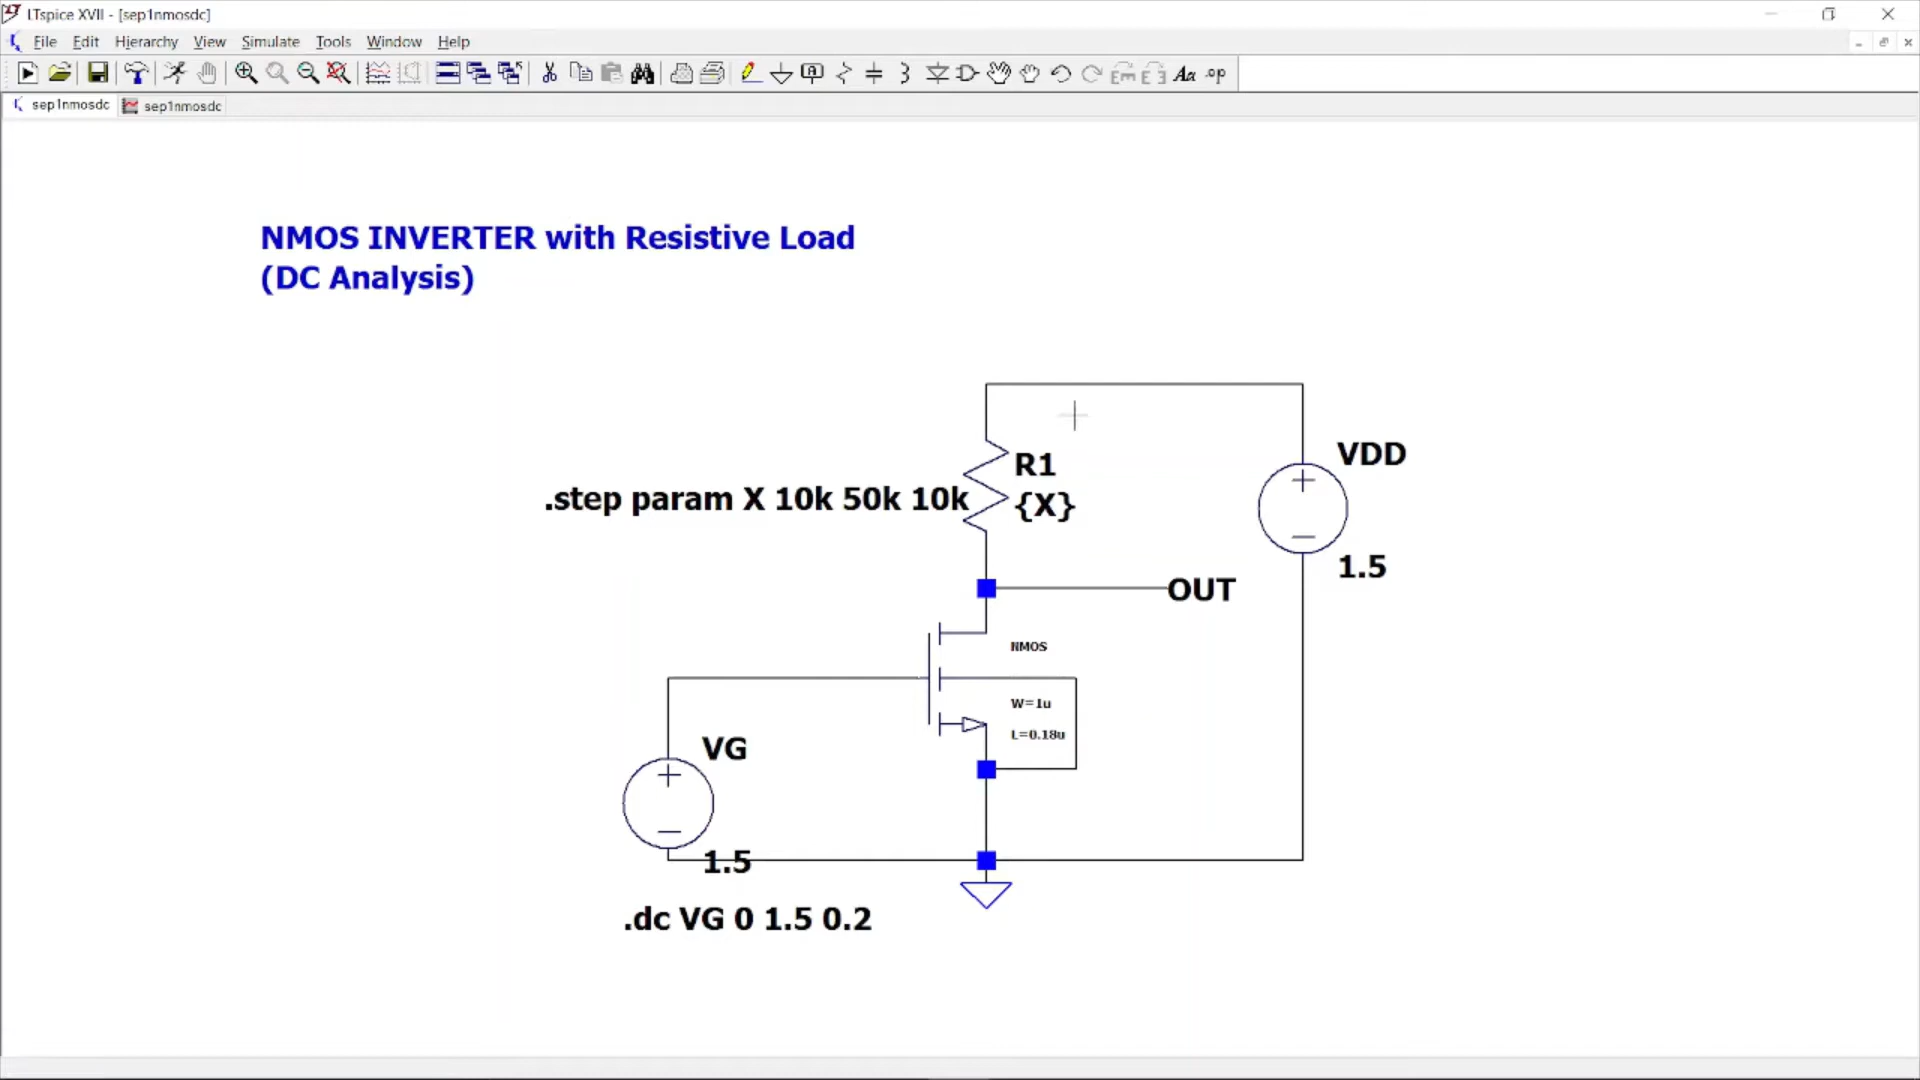 LTspice XVII - [sep1nmosdc]
File Edit Hierarchy View Simulate Tools Window Help
Aa .op
sep1nmosdc sep1nmosdc
NMOS INVERTER with Resistive Load
(DC Analysis)
R1
.step param X 10k 50k 10k
{X}
VDD
1.5
OUT
NMOS
W=1u
L=0.18u
VG
1.5
.dc VG 0 1.5 0.2